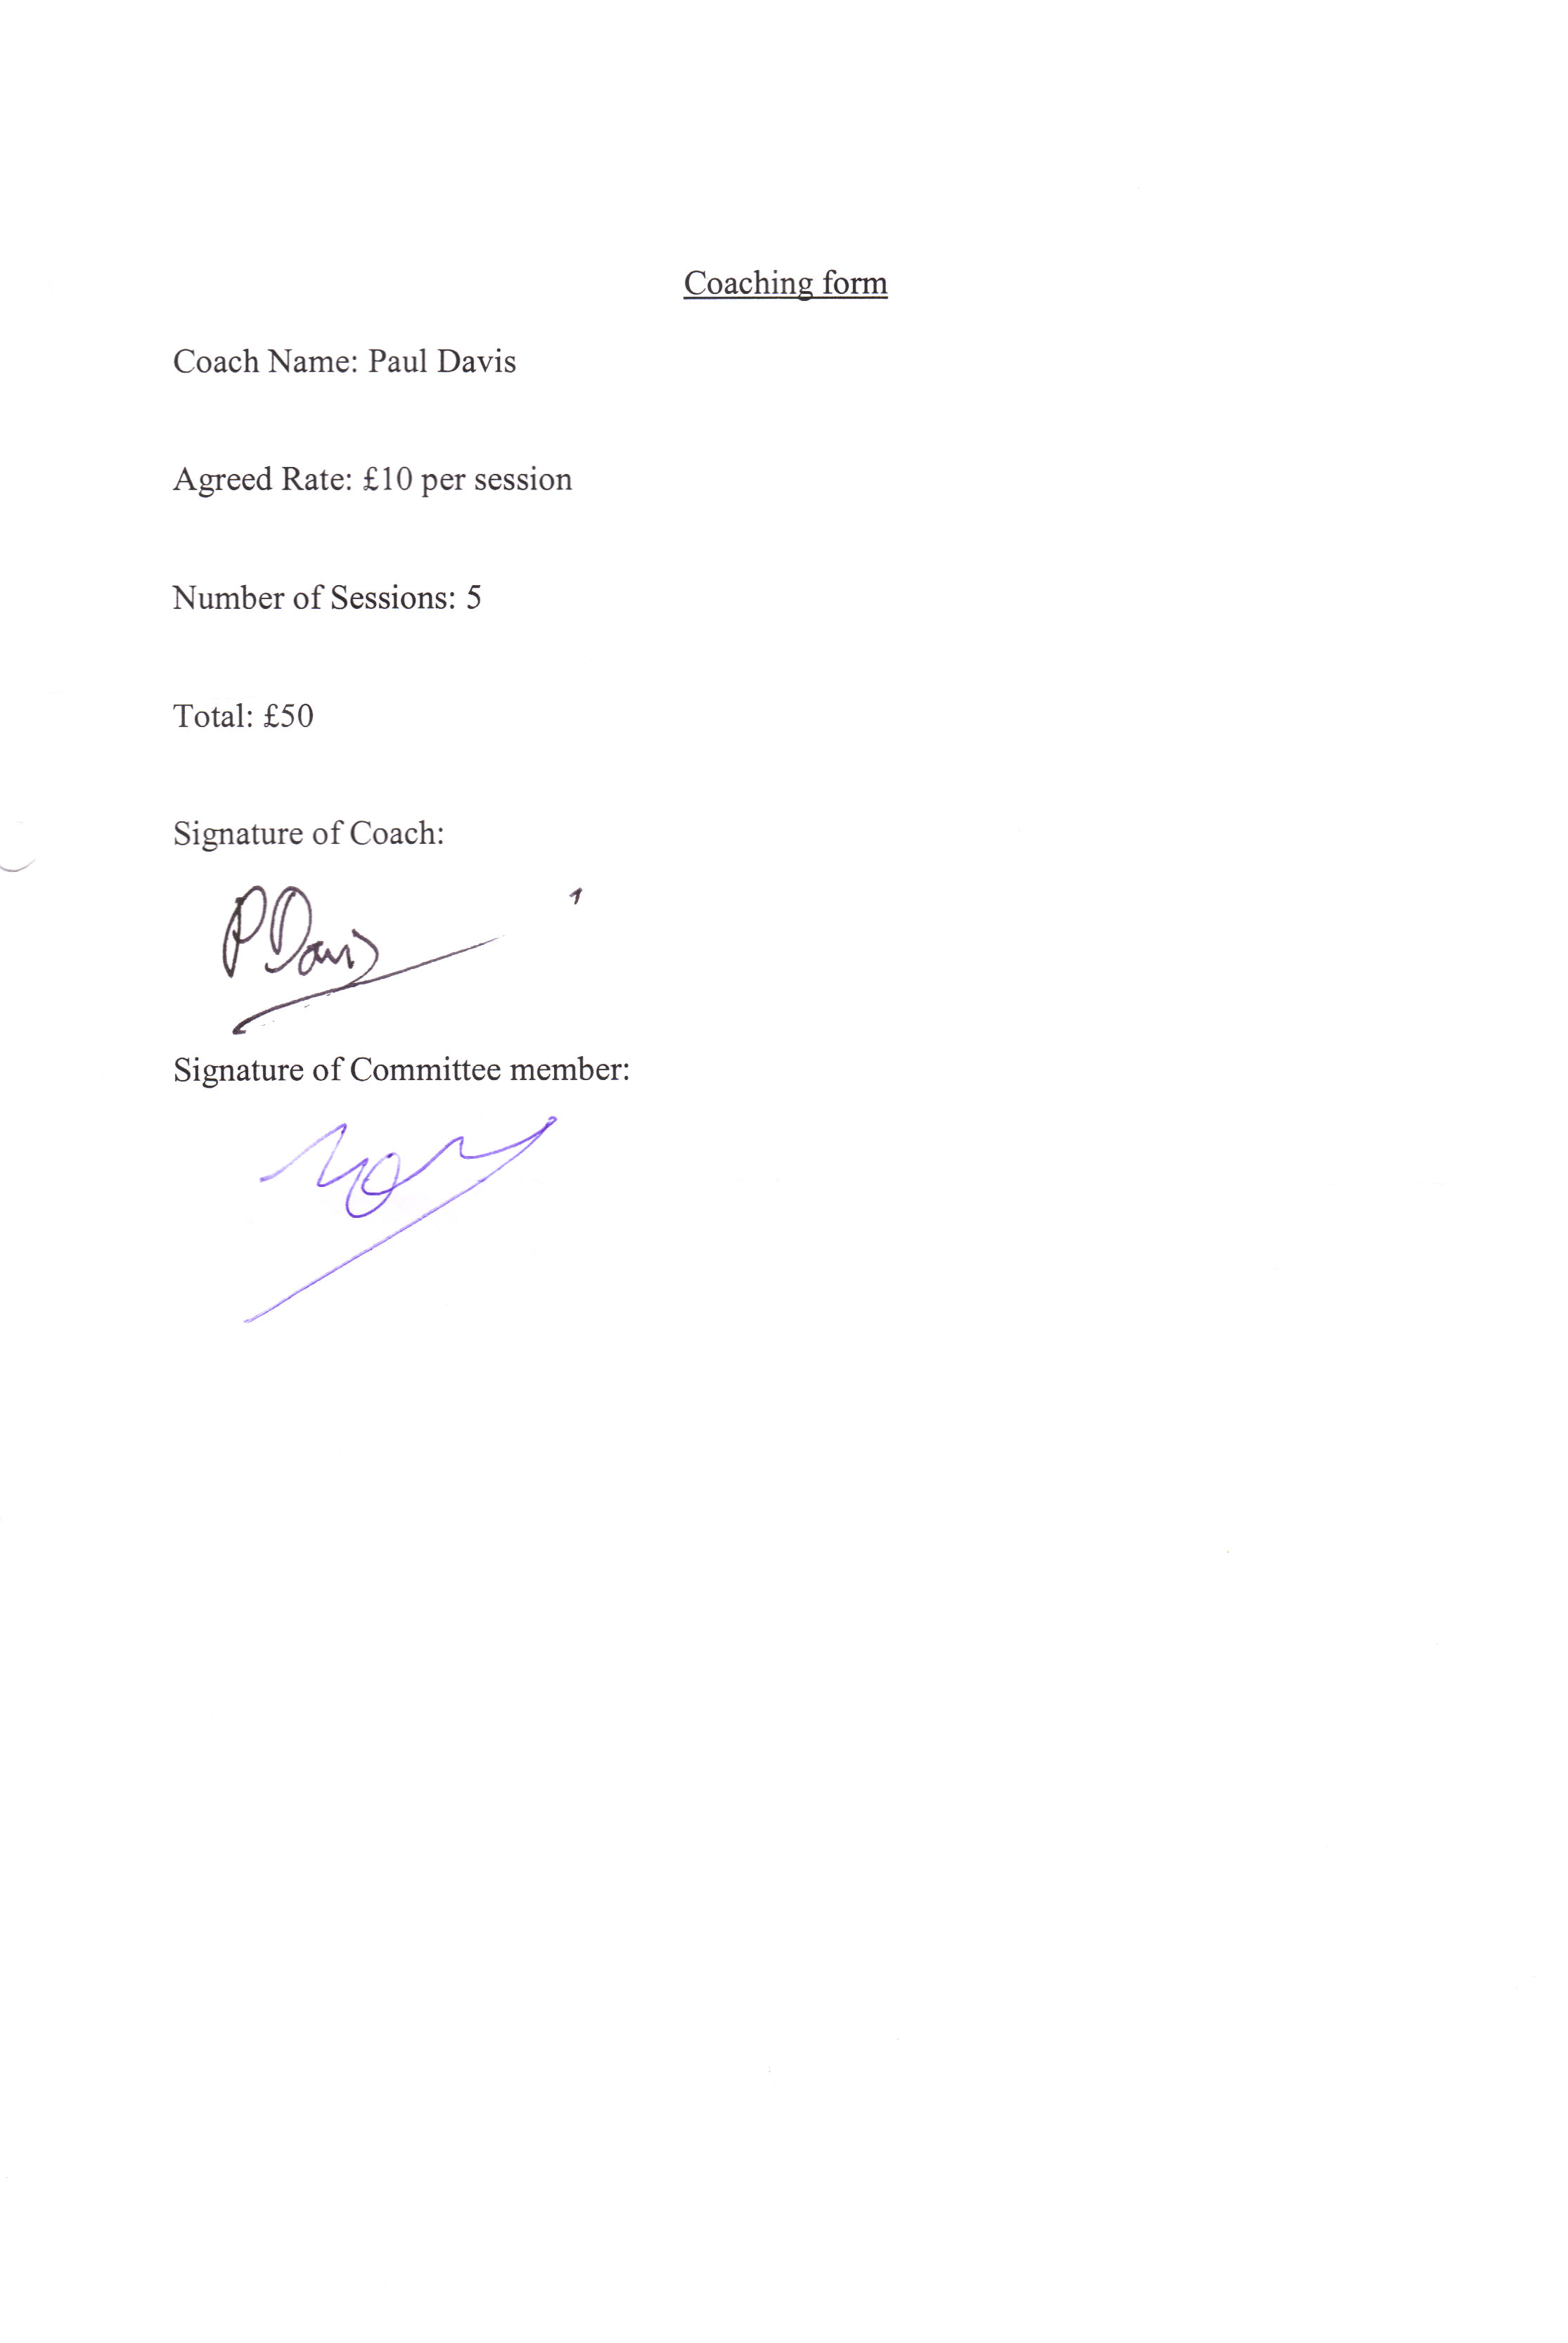 Coaching form
Coach Name: Paul Davis
Agreed Rate: £10 per session
Number of Sessions: 5
Total: £50
Signature of Coach:
P Davis
Signature of Committee member: